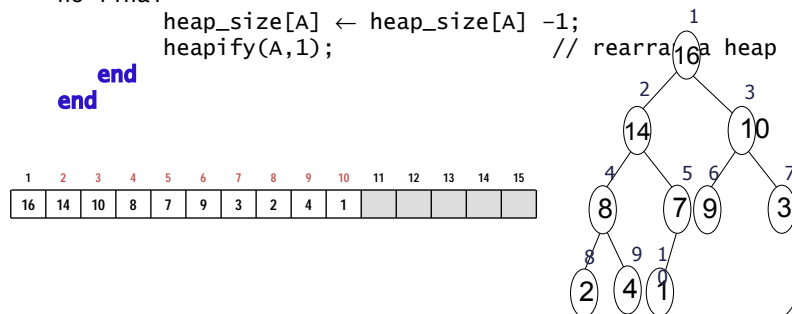 heap_size[A] ← heap_size[A] –1;
heapify(A,1); // rearra a heap
end
end
1 2 3 4 5 6 7 8 9 10 11 12 13 14 15
16 14 10 8 7 9 3 2 4 1
1
16
2 3
14 10
4 5 6 7
8 7 9 3
8 9 10
2 4 1